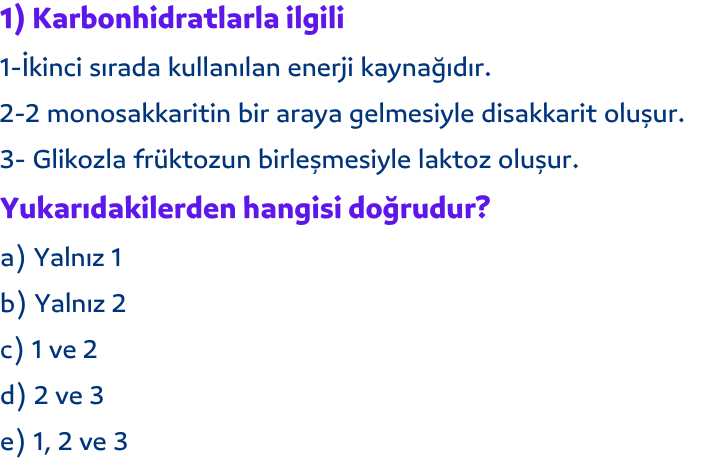 1) Karbonhidratlarla ilgili
1-İkinci sırada kullanılan enerji kaynağıdır.
2-2 monosakkaritin bir araya gelmesiyle disakkarit oluşur.
3- Glikozla früktozun birleşmesiyle laktoz oluşur.
Yukarıdakilerden hangisi doğrudur?
a) Yalnız 1
b) Yalnız 2
c) 1 ve 2
d) 2 ve 3
e) 1, 2 ve 3